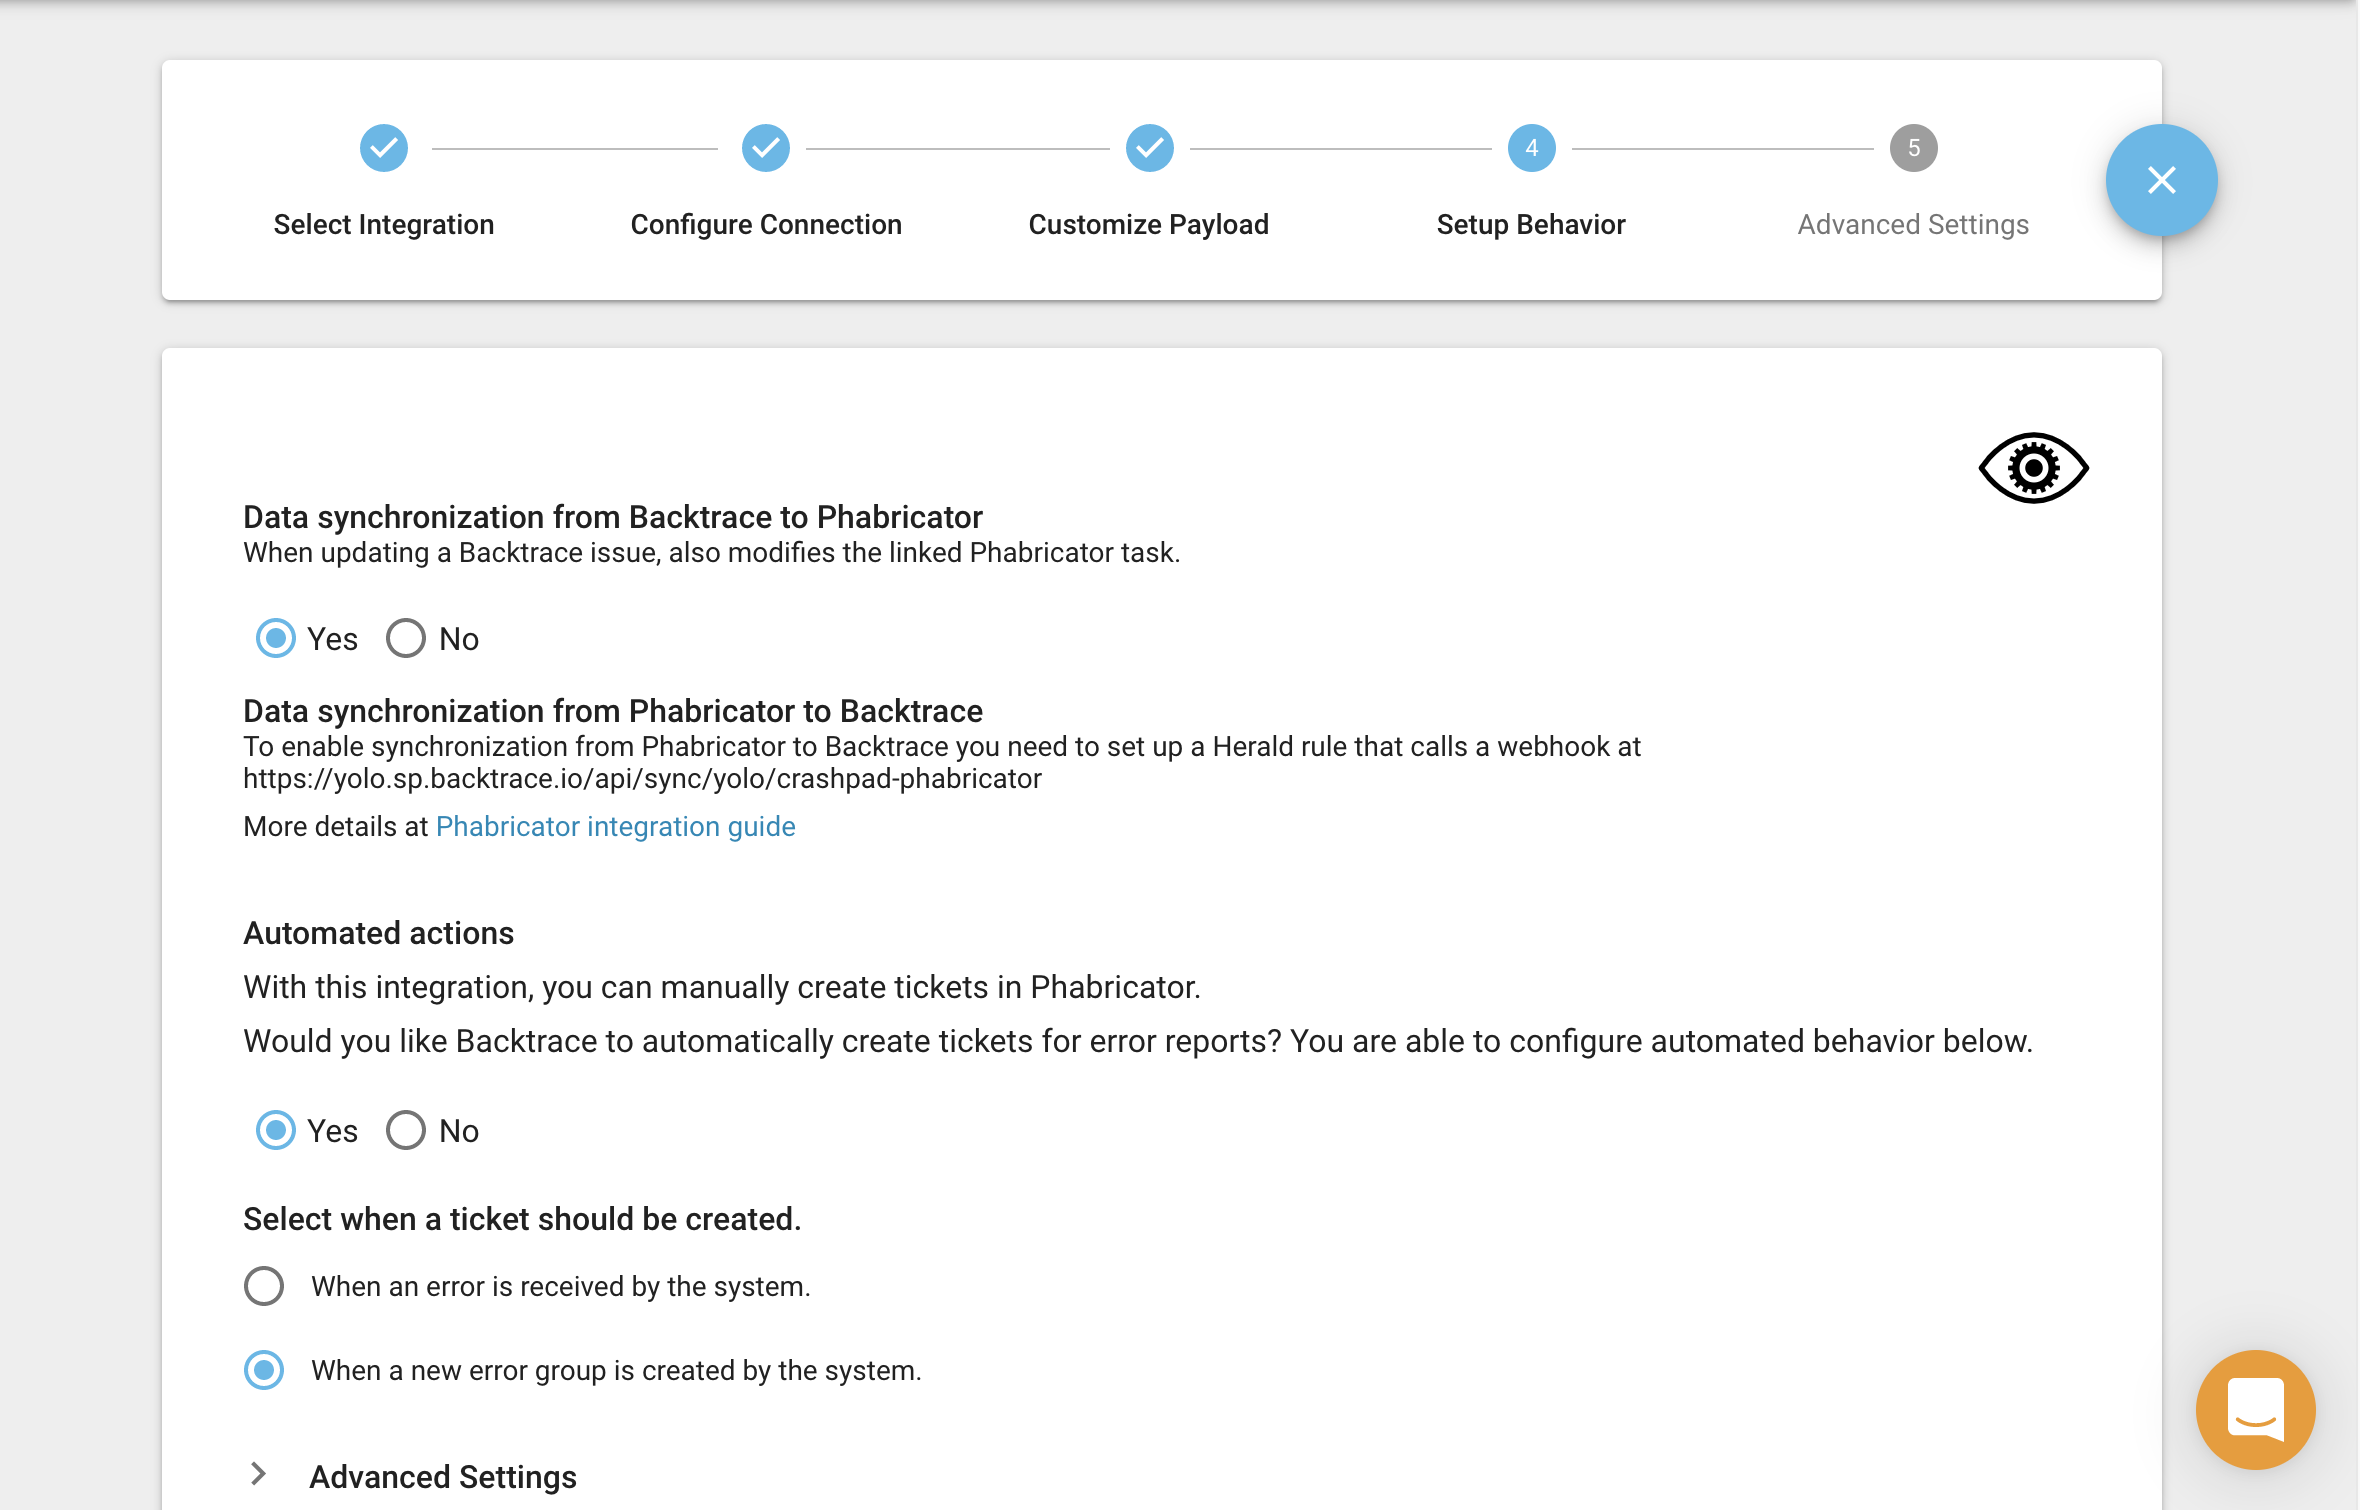 4
5
Select Integration
Configure Connection
Customize Payload
Setup Behavior
Advanced Settings
Data synchronization from Backtrace to Phabricator
When updating a Backtrace issue, also modifies the linked Phabricator task.
Yes
No
Data synchronization from Phabricator to Backtrace
To enable synchronization from Phabricator to Backtrace you need to set up a Herald rule that calls a webhook at
https://yolo.sp.backtrace.io/api/sync/yolo/crashpad-phabricator
More details at Phabricator integration guide
Automated actions
With this integration, you can manually create tickets in Phabricator.
Would you like Backtrace to automatically create tickets for error reports? You are able to configure automated behavior below.
Yes
No
Select when a ticket should be created.
When an error is received by the system.
When a new error group is created by the system.
Advanced Settings